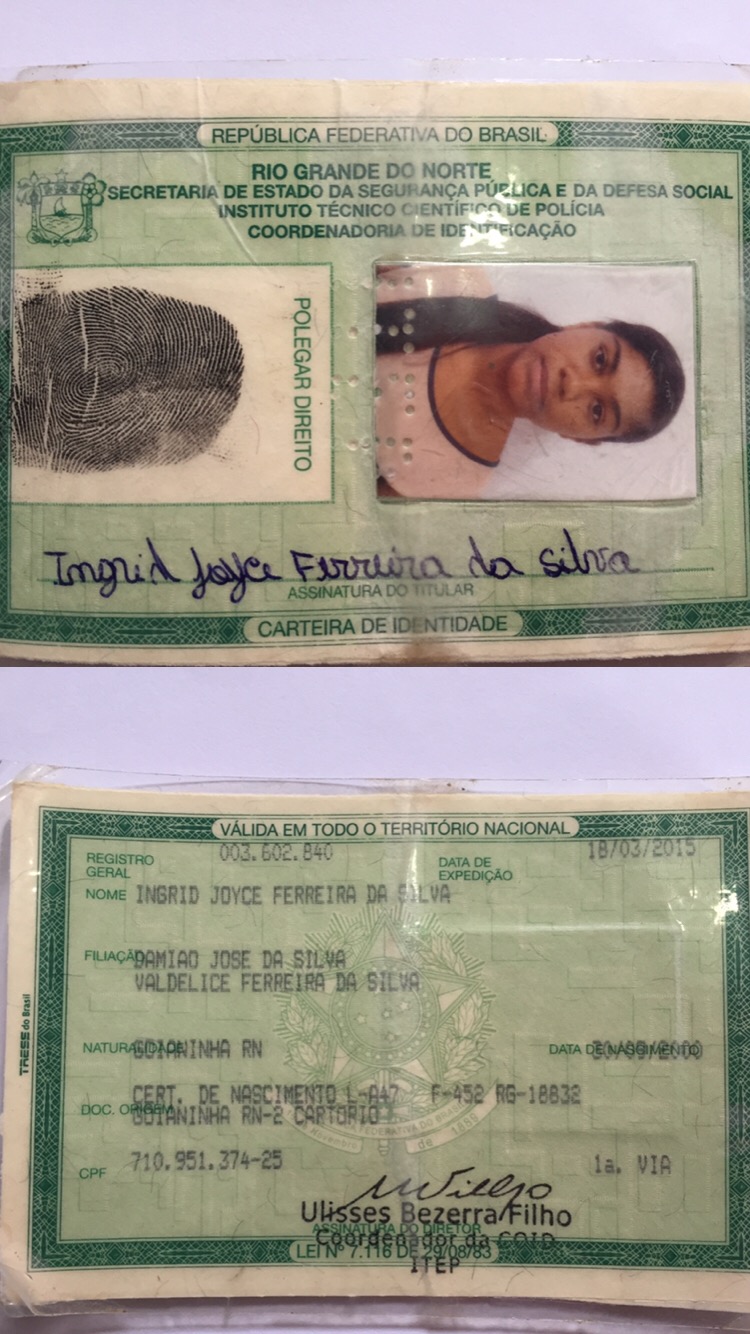 REPÚBLICA FEDERATIVA DO BRASIL
RIO GRANDE DO NORTE
SECRETARIA DE ESTADO DA SEGURANÇA PÚBLICA E DA DEFESA SOCIAL
INSTITUTO TÉCNICO CIENTÍFICO DE POLÍCIA
COORDENADORIA DE IDENTIFICAÇÃO
POLEGAR DIREITO
Ingrid Joyce Ferreira da Silva
ASSINATURA DO TITULAR
CARTEIRA DE IDENTIDADE
VÁLIDA EM TODO O TERRITÓRIO NACIONAL
REGISTRO GERAL 003.602.840 DATA DE EXPEDIÇÃO 18/03/2015
NOME INGRID JOYCE FERREIRA DA SILVA
FILIAÇÃO DAMIAO JOSE DA SILVA
VALDELICE FERREIRA DA SILVA
NATURALIDADE GOIANINHA RN DATA DE NASCIMENTO
CERT. DE NASCIMENTO L-A47 F-452 RG-18832
DOC. ORIGEM GOIANINHA RN-2 CARTORIO
CPF 710.951.374-25 1a. VIA
Ulisses Bezerra Filho
ASSINATURA DO DIRETOR
Coordenador da COID
LEI Nº 7.116 DE 29/08/83
ITEP
THESS do Brasil